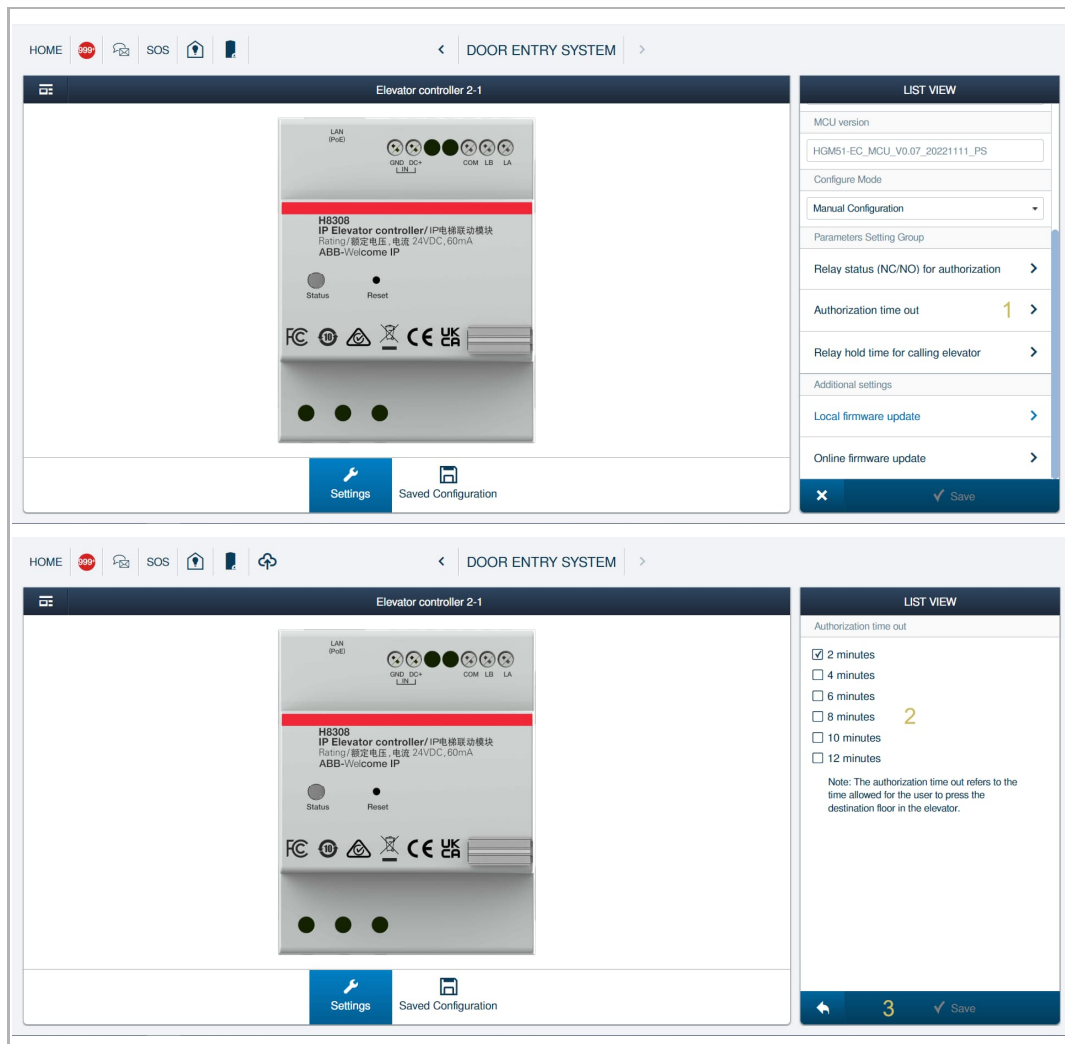 HOME 999+ SOS < DOOR ENTRY SYSTEM >
Elevator controller 2-1
LAN
(PoE)
GND DC+ COM LB LA
IN
H8308
IP Elevator controller/IP电梯联动模块
Rating/额定电压,电流 24VDC,60mA
ABB-Welcome IP
Status Reset
FC 10 CE UK
CA
Settings Saved Configuration
LIST VIEW
MCU version
HGM51-EC_MCU_V0.07_20221111_PS
Configure Mode
Manual Configuration
Parameters Setting Group
Relay status (NC/NO) for authorization
Authorization time out 1
Relay hold time for calling elevator
Additional settings
Local firmware update
Online firmware update
Save
HOME 999+ SOS < DOOR ENTRY SYSTEM >
Elevator controller 2-1
LAN
(PoE)
GND DC+ COM LB LA
IN
H8308
IP Elevator controller/IP电梯联动模块
Rating/额定电压,电流 24VDC,60mA
ABB-Welcome IP
Status Reset
FC 10 CE UK
CA
Settings Saved Configuration
LIST VIEW
Authorization time out
2 minutes
4 minutes
6 minutes
8 minutes 2
10 minutes
12 minutes
Note: The authorization time out refers to the
time allowed for the user to press the
destination floor in the elevator.
3 Save